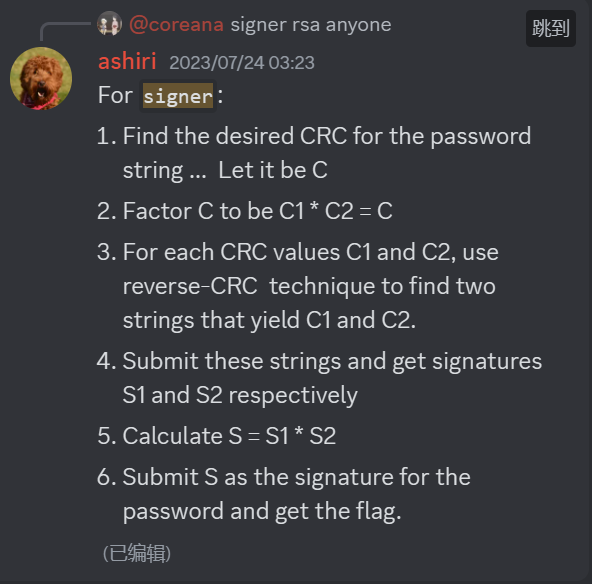 @coreana signer rsa anyone
跳到
ashiri 2023/07/24 03:23
For signer:
1. Find the desired CRC for the password
string ... Let it be C
2. Factor C to be C1 * C2 = C
3. For each CRC values C1 and C2, use
reverse-CRC technique to find two
strings that yield C1 and C2.
4. Submit these strings and get signatures
S1 and S2 respectively
5. Calculate S = S1 * S2
6. Submit S as the signature for the
password and get the flag.
(已编辑)